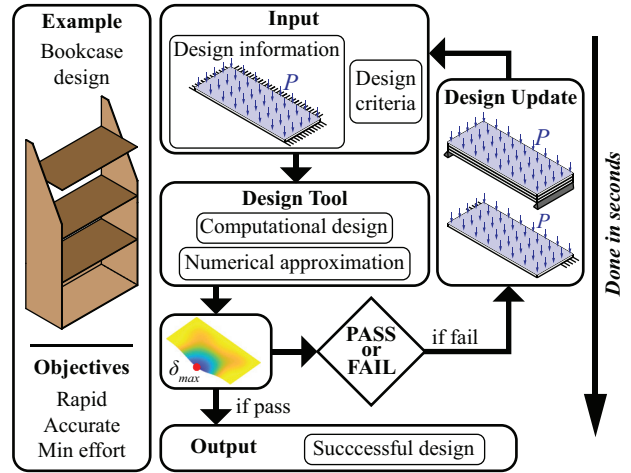 Example
Bookcase
design
Objectives
Rapid
Accurate
Min effort
Input
Design information
P
Design
criteria
Design Tool
Computational design
Numerical approximation
δmax
PASS
or
FAIL
if fail
if pass
Output
Succcessful design
Design Update
P
P
Done in seconds